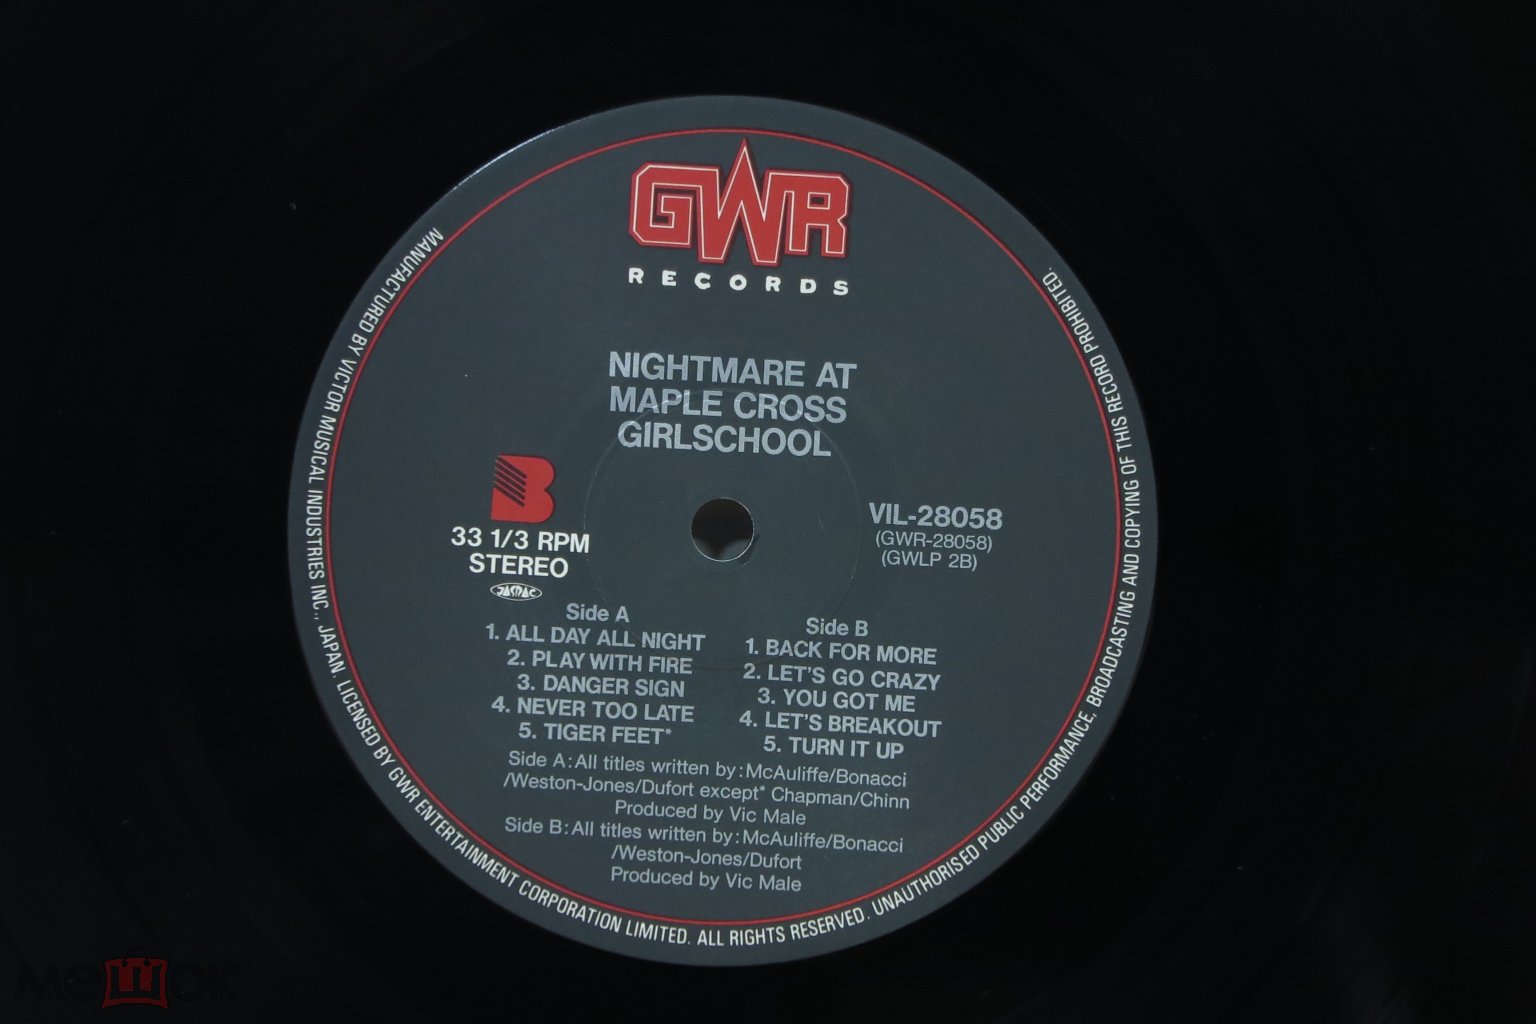 GWR
RECORDS
NIGHTMARE AT
MAPLE CROSS
GIRLSCHOOL
B
33 1/3 RPM
STEREO
JASRAC
VIL-28058
(GWR-28058)
(GWLP 2B)
Side A
1. ALL DAY ALL NIGHT
2. PLAY WITH FIRE
3. DANGER SIGN
4. NEVER TOO LATE
5. TIGER FEET*
Side B
1. BACK FOR MORE
2. LET'S GO CRAZY
3. YOU GOT ME
4. LET'S BREAKOUT
5. TURN IT UP
Side A:All titles written by:McAuliffe/Bonacci
/Weston-Jones/Dufort except* Chapman/Chinn
Produced by Vic Male
Side B:All titles written by:McAuliffe/Bonacci
/Weston-Jones/Dufort
Produced by Vic Male
MANUFACTURED BY VICTOR MUSICAL INDUSTRIES INC., JAPAN. LICENSED BY GWR ENTERTAINMENT CORPORATION LIMITED. ALL RIGHTS RESERVED. UNAUTHORISED PUBLIC PERFORMANCE, BROADCASTING AND COPYING OF THIS RECORD PROHIBITED.
мешок